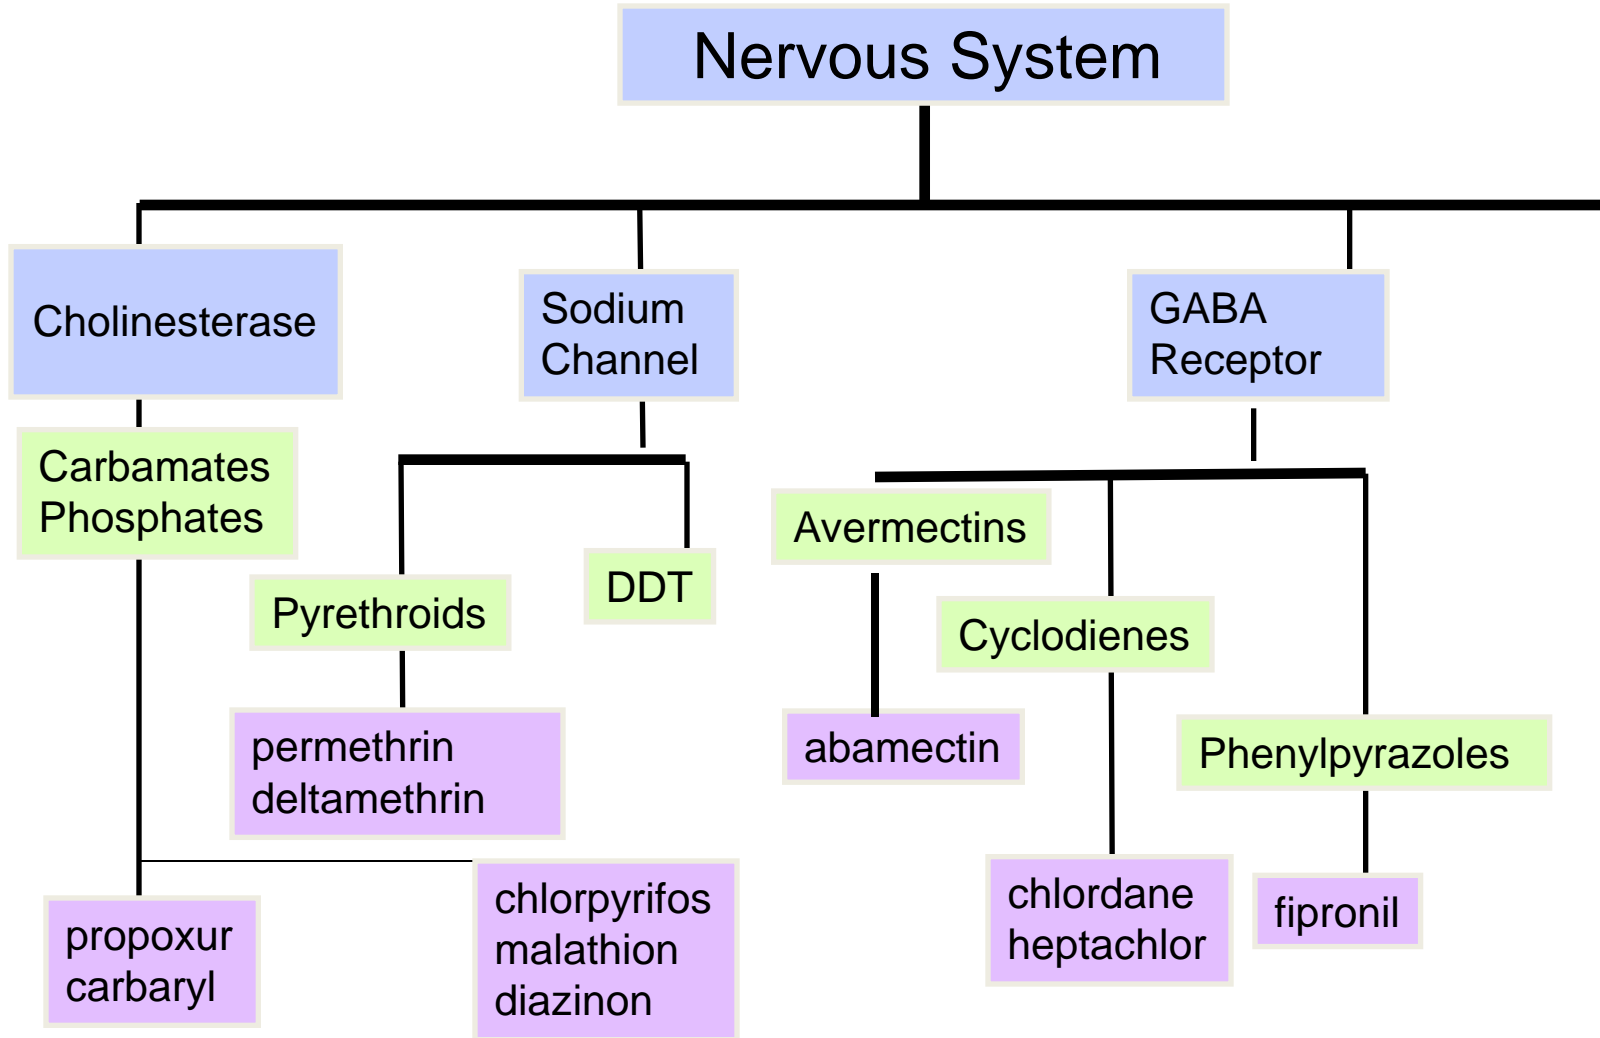 Nervous System
Cholinesterase
Sodium
Channel
GABA
Receptor
Carbamates
Phosphates
Pyrethroids
DDT
Avermectins
Cyclodienes
Phenylpyrazoles
permethrin
deltamethrin
abamectin
propoxur
carbaryl
chlorpyrifos
malathion
diazinon
chlordane
heptachlor
fipronil